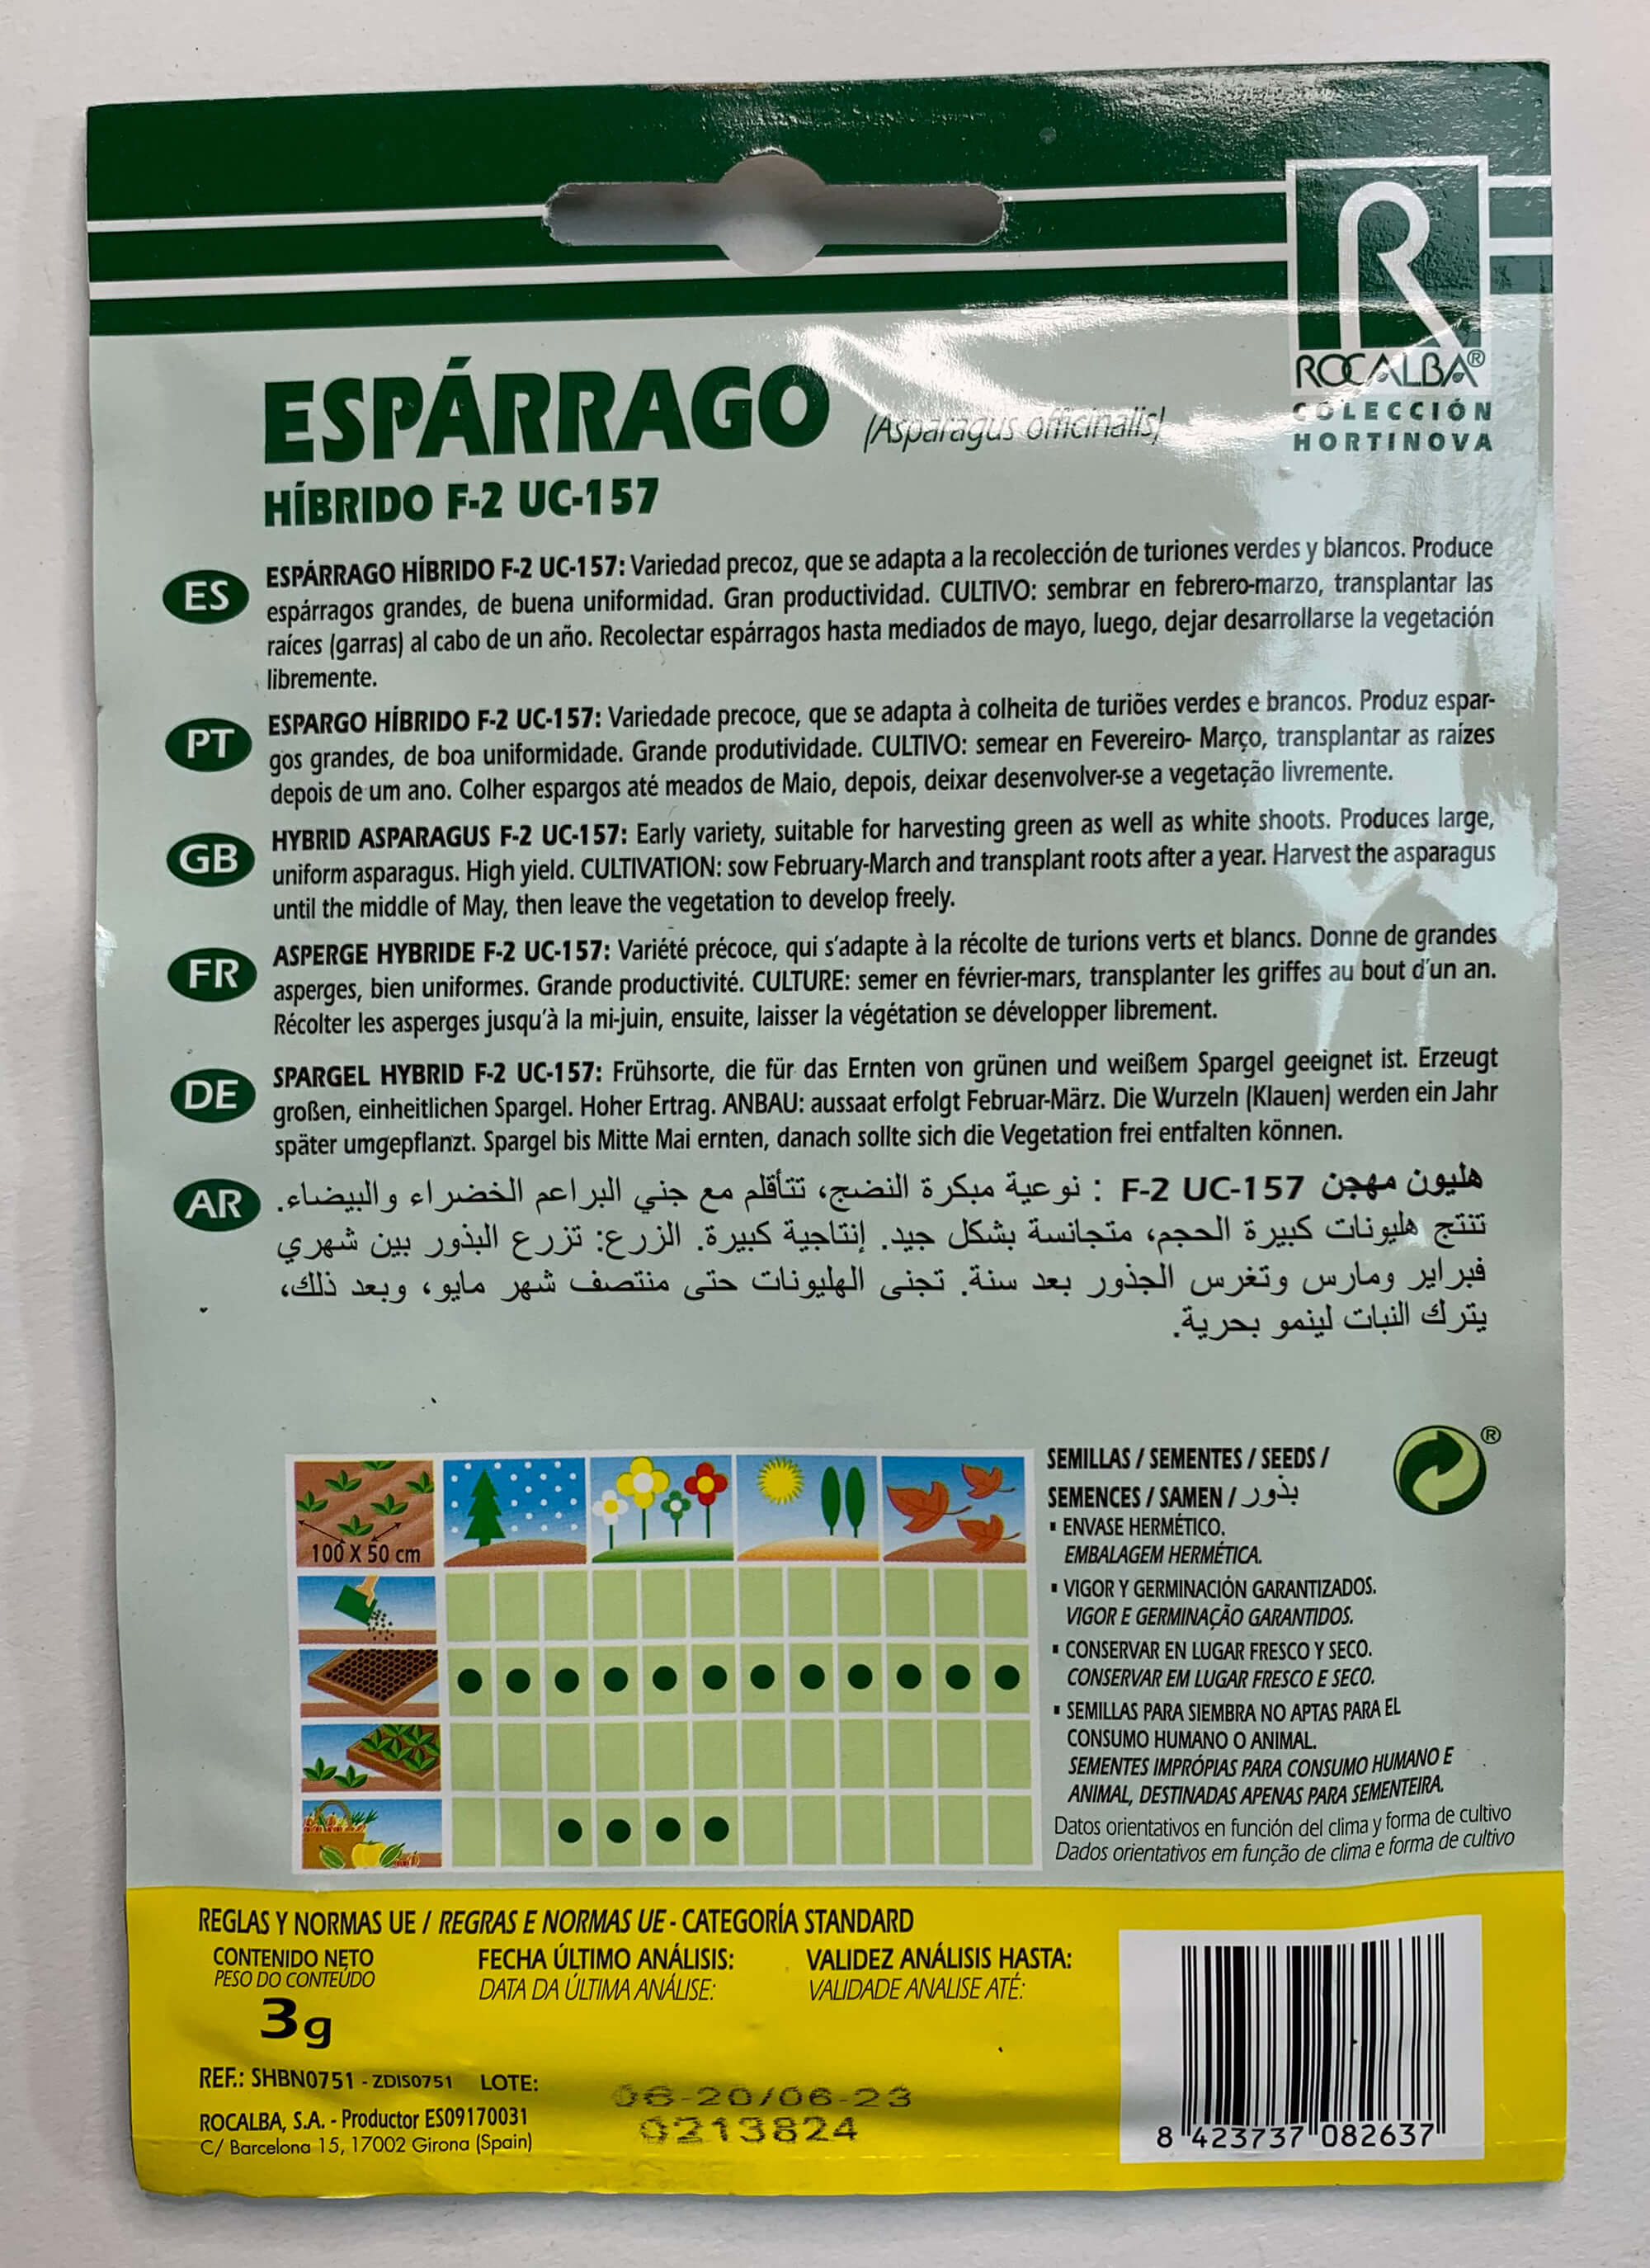 R
ROCALBA®
COLECCIÓN
HORTINOVA
ESPÁRRAGO (Asparagus officinalis)
HÍBRIDO F-2 UC-157
ES
ESPÁRRAGO HÍBRIDO F-2 UC-157: Variedad precoz, que se adapta a la recolección de turiones verdes y blancos. Produce
espárragos grandes, de buena uniformidad. Gran productividad. CULTIVO: sembrar en febrero-marzo, transplantar las
raíces (garras) al cabo de un año. Recolectar espárragos hasta mediados de mayo, luego, dejar desarrollarse la vegetación
libremente.
PT
ESPARGO HÍBRIDO F-2 UC-157: Variedade precoce, que se adapta à colheita de turiões verdes e brancos. Produz espar-
gos grandes, de boa uniformidade. Grande produtividade. CULTIVO: semear en Fevereiro- Março, transplantar as raízes
depois de um ano. Colher espargos até meados de Maio, depois, deixar desenvolver-se a vegetação livremente.
GB
HYBRID ASPARAGUS F-2 UC-157: Early variety, suitable for harvesting green as well as white shoots. Produces large,
uniform asparagus. High yield. CULTIVATION: sow February-March and transplant roots after a year. Harvest the asparagus
until the middle of May, then leave the vegetation to develop freely.
FR
ASPERGE HYBRIDE F-2 UC-157: Variété précoce, qui s'adapte à la récolte de turions verts et blancs. Donne de grandes
asperges, bien uniformes. Grande productivité. CULTURE: semer en février-mars, transplanter les griffes au bout d'un an.
Récolter les asperges jusqu'à la mi-juin, ensuite, laisser la végétation se développer librement.
DE
SPARGEL HYBRID F-2 UC-157: Frühsorte, die für das Ernten von grünen und weißem Spargel geeignet ist. Erzeugt
großen, einheitlichen Spargel. Hoher Ertrag. ANBAU: aussaat erfolgt Februar-März. Die Wurzeln (Klauen) werden ein Jahr
später umgepflanzt. Spargel bis Mitte Mai ernten, danach sollte sich die Vegetation frei entfalten können.
AR
هليون مهجن F-2 UC-157 : نوعية مبكرة النضج، تتأقلم مع جني البراعم الخضراء والبيضاء.
تنتج هليونات كبيرة الحجم، متجانسة بشكل جيد. إنتاجية كبيرة. الزرع: تزرع البذور بين شهري
فبراير ومارس وتغرس الجذور بعد سنة. تجنى الهليونات حتى منتصف شهر مايو، وبعد ذلك،
يترك النبات لينمو بحرية.
100 X 50 cm
SEMILLAS / SEMENTES / SEEDS /
SEMENCES / SAMEN / بذور
®
▪ ENVASE HERMÉTICO.
EMBALAGEM HERMÉTICA.
▪ VIGOR Y GERMINACIÓN GARANTIZADOS.
VIGOR E GERMINAÇÃO GARANTIDOS.
▪ CONSERVAR EN LUGAR FRESCO Y SECO.
CONSERVAR EM LUGAR FRESCO E SECO.
▪ SEMILLAS PARA SIEMBRA NO APTAS PARA EL
CONSUMO HUMANO O ANIMAL.
SEMENTES IMPRÓPIAS PARA CONSUMO HUMANO E
ANIMAL, DESTINADAS APENAS PARA SEMENTEIRA.
Datos orientativos en función del clima y forma de cultivo
Dados orientativos em função de clima e forma de cultivo
REGLAS Y NORMAS UE / REGRAS E NORMAS UE - CATEGORÍA STANDARD
CONTENIDO NETO
PESO DO CONTEÚDO
3g
FECHA ÚLTIMO ANÁLISIS:
DATA DA ÚLTIMA ANÁLISE:
VALIDEZ ANÁLISIS HASTA:
VALIDADE ANALISE ATÉ:
REF.: SHBN0751 - ZDIS0751 LOTE:
06-20/06-23
0213824
ROCALBA, S.A. - Productor ES09170031
C/ Barcelona 15, 17002 Girona (Spain)
8 423737 082637